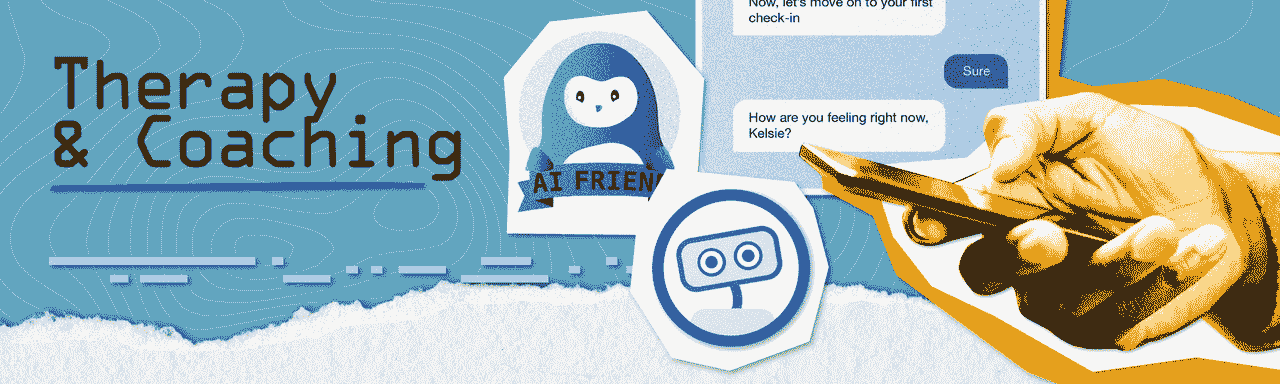 Therapy
& Coaching
AI FRIEN
Now, let's move on to your first
check-in
Sure
How are you feeling right now,
Kelsie?